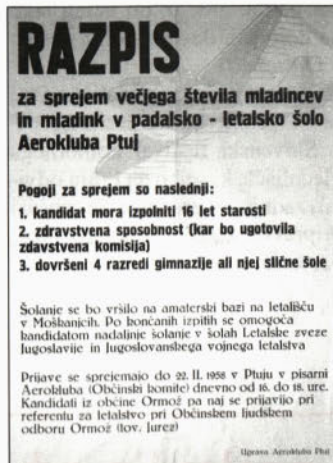 RAZPIS
za sprejem večjega števila mladincev
in mladink v padalsko - letalsko šolo
Aerokluba Ptuj
Pogoji za sprejem so naslednji:
1. kandidat mora izpolniti 16 let starosti
2. zdravstvena sposobnost (kar bo ugotovila
zdavstvena komisija)
3. dovršeni 4 razredi gimnazije ali njej slične šole
Šolanje se bo vršilo na amaterski bazi na letališču
v Moškanjcih. Po končanih izpitih se omogoča
kandidatom nadaljnje šolanje v šolah Letalske zveze
Jugoslavije in Jugoslovanskega vojnega letalstva
Prijave se sprejemajo do 22. II. 1958 v Ptuju v pisarni
Aerokluba (Občinski komite) dnevno od 16. do 18. ure.
Kandidati iz občine Ormož pa naj se prijavijo pri
referentu za letalstvo pri Občinskem ljudskem
odboru Ormož (tov. Jurez)
Uprava Aerokluba Ptuj